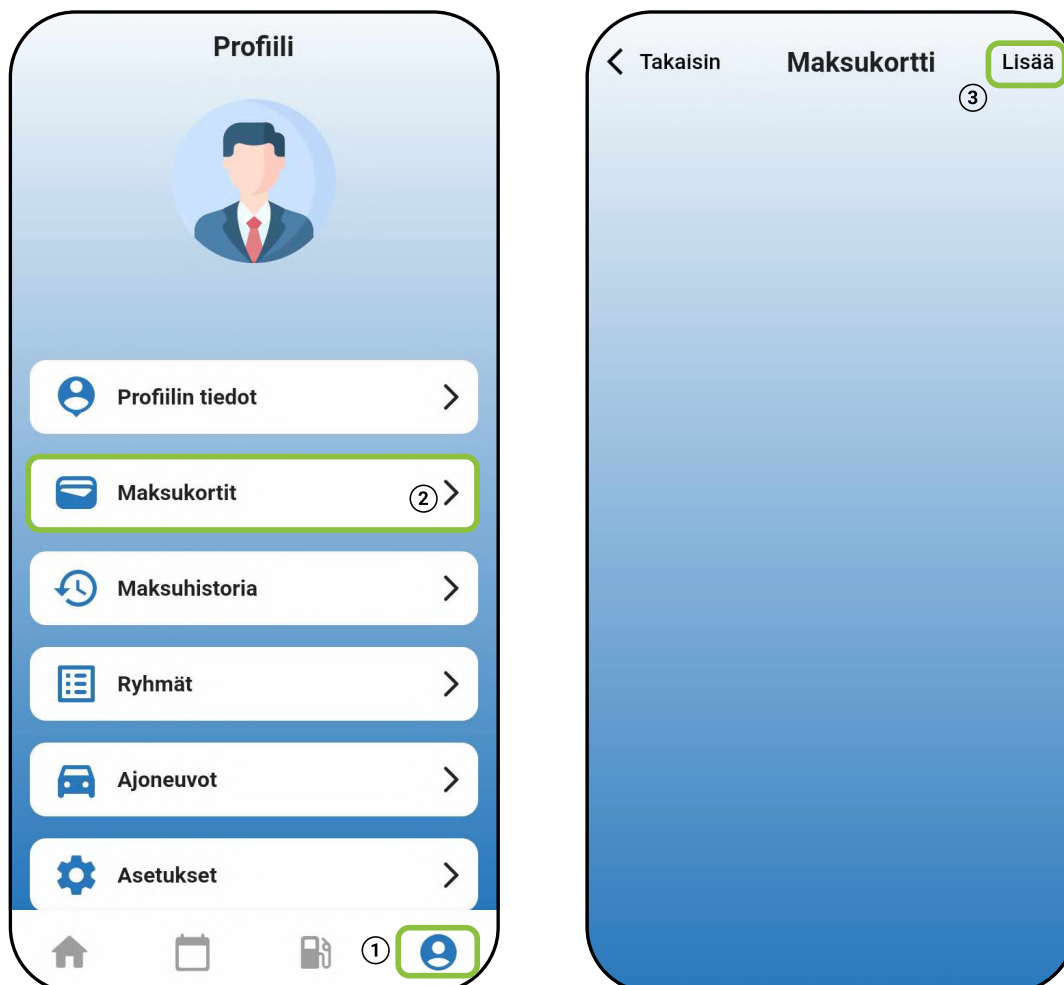 Profiili
Profiilin tiedot
Maksukortit
2
Maksuhistoria
Ryhmät
Ajoneuvot
Asetukset
1
Takaisin
Maksukortti
Lisää
3